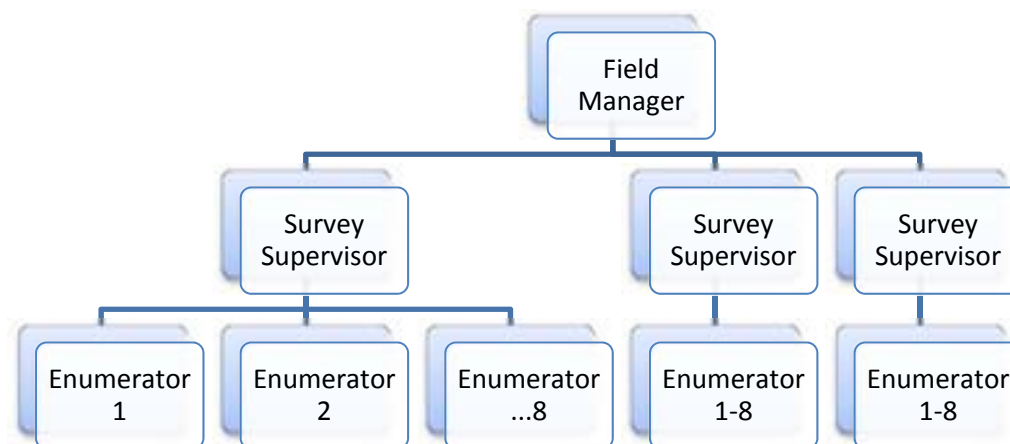 Field
Manager
Survey
Supervisor
Survey
Supervisor
Survey
Supervisor
Enumerator
1
Enumerator
2
Enumerator
...8
Enumerator
1-8
Enumerator
1-8